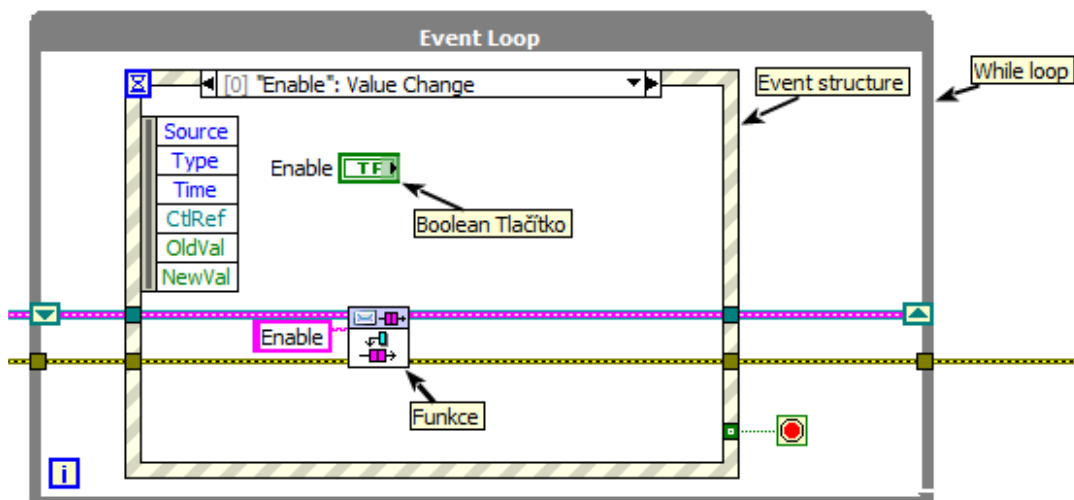 Event Loop
While loop
[0] "Enable": Value Change
Event structure
Source
Type
Time
CtlRef
OldVal
NewVal
Enable
TF
Boolean Tlačítko
Enable
Funkce
i